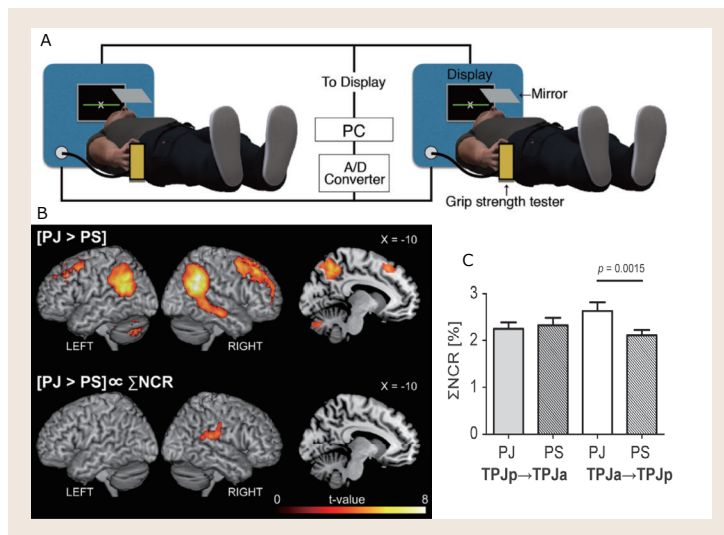 A
To Display
PC
A/D
Converter
Display
X
X
←Mirror
Grip strength tester
B
[PJ > PS]
X = -10
LEFT
RIGHT
[PJ > PS]∝ ∑NCR
X = -10
LEFT
RIGHT
0
t-value
8
C
p = 0.0015
ΣNCR [%]
3
2
1
0
PJ
PS
PJ
PS
TPJp→TPJa
TPJa→TPJp